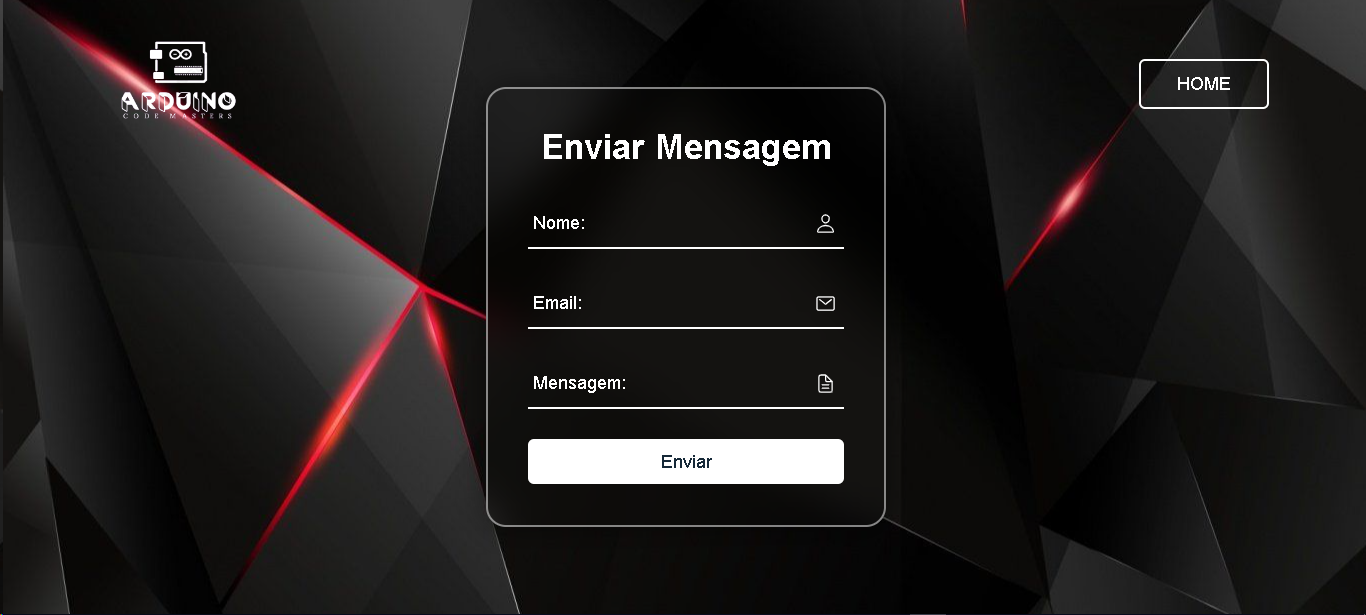 ARDUINO
CODE MASTERS
HOME
Enviar Mensagem
Nome:
Email:
Mensagem:
Enviar